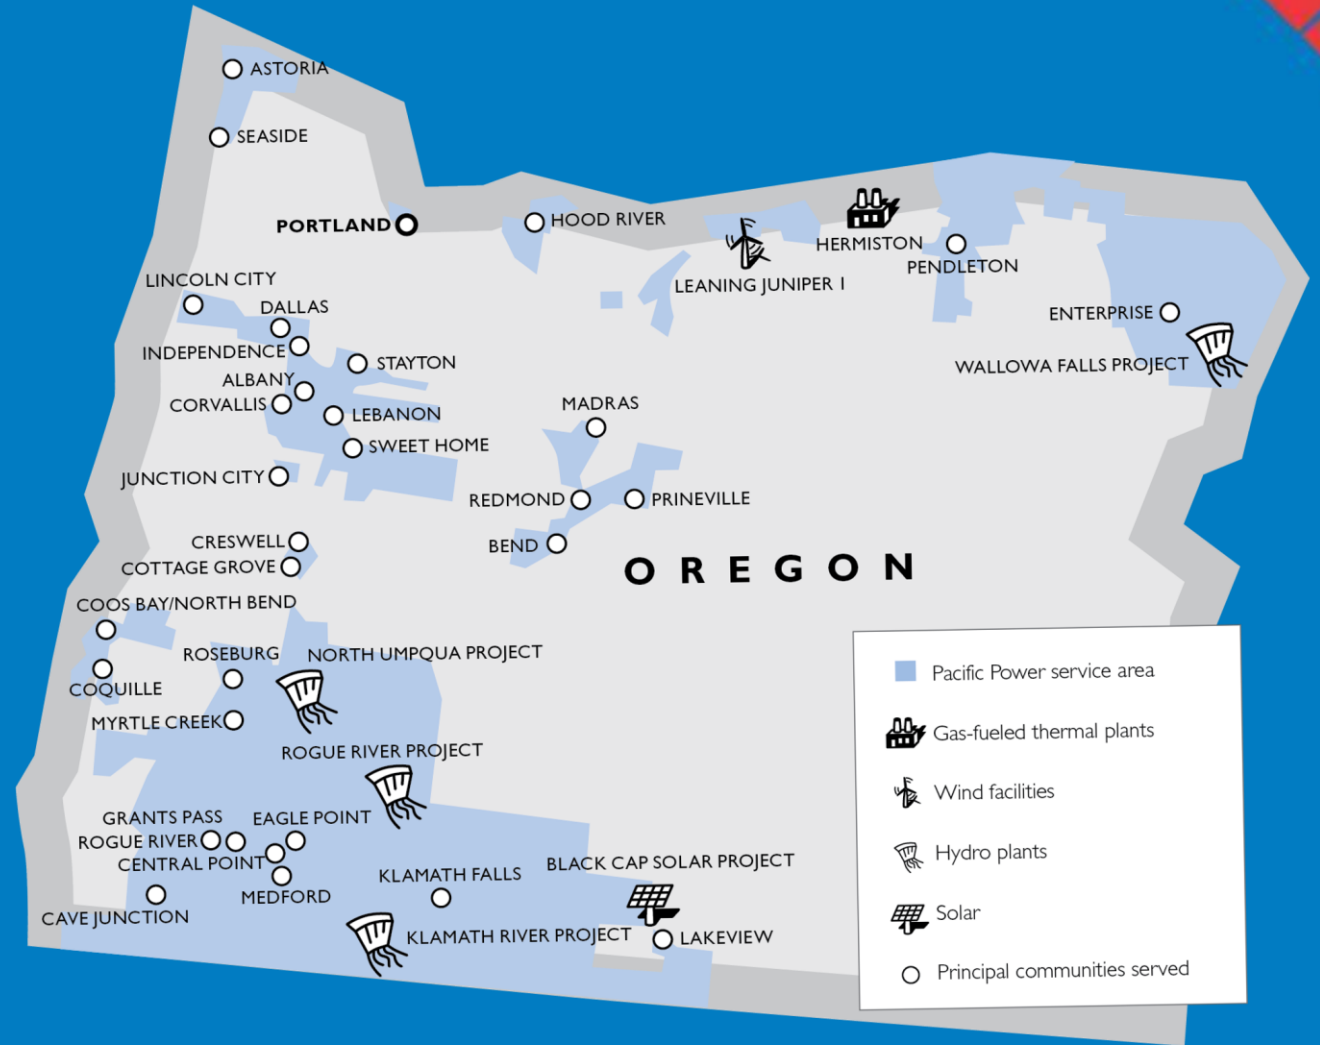 ASTORIA
SEASIDE
PORTLAND
HOOD RIVER
HERMISTON
PENDLETON
LEANING JUNIPER I
LINCOLN CITY
DALLAS
ENTERPRISE
INDEPENDENCE
STAYTON
WALLOWA FALLS PROJECT
ALBANY
CORVALLIS
LEBANON
MADRAS
SWEET HOME
JUNCTION CITY
REDMOND
PRINEVILLE
CRESWELL
BEND
COTTAGE GROVE
OREGON
COOS BAY/NORTH BEND
ROSEBURG
NORTH UMPQUA PROJECT
COQUILLE
MYRTLE CREEK
ROGUE RIVER PROJECT
GRANTS PASS
EAGLE POINT
ROGUE RIVER
CENTRAL POINT
MEDFORD
KLAMATH FALLS
BLACK CAP SOLAR PROJECT
CAVE JUNCTION
KLAMATH RIVER PROJECT
LAKEVIEW
Pacific Power service area
Gas-fueled thermal plants
Wind facilities
Hydro plants
Solar
Principal communities served